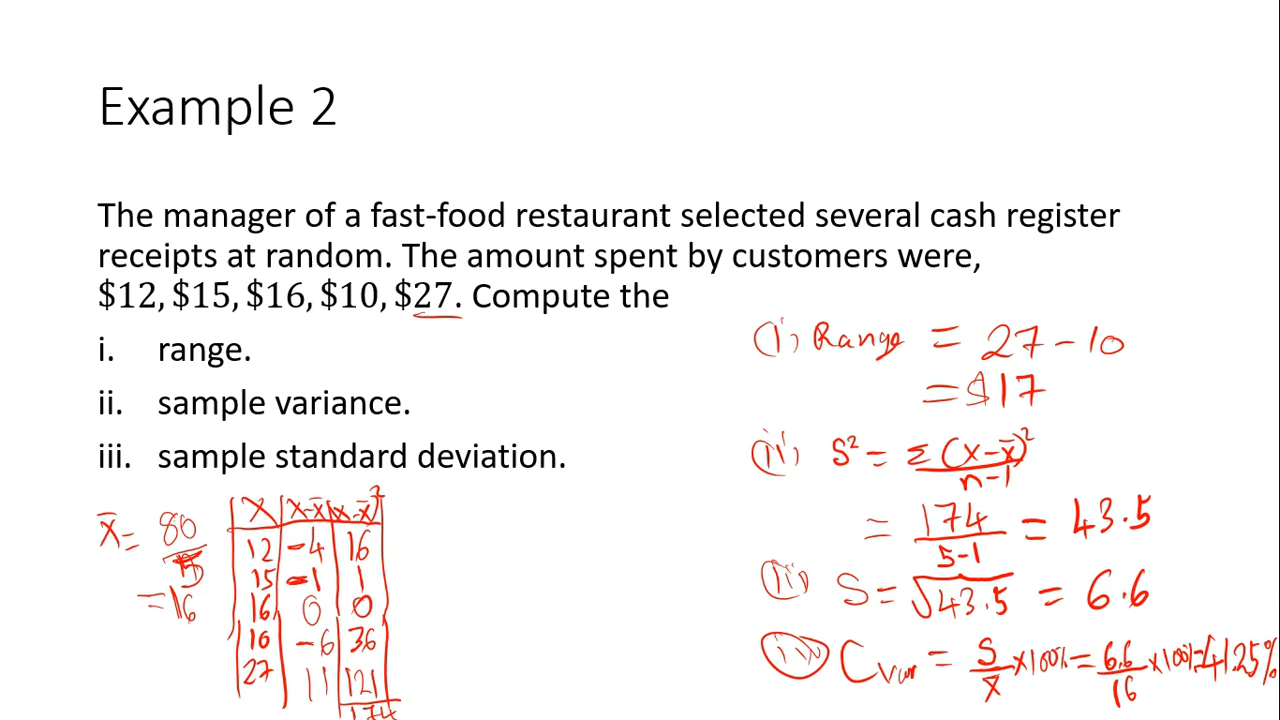 Example 2
The manager of a fast-food restaurant selected several cash register
receipts at random. The amount spent by customers were,
$12, $15, $16, $10, $27. Compute the
i. range.
ii. sample variance.
iii. sample standard deviation.
x̄ = 80/5
= 16
x | x-x̄ | (x-x̄)²
12 | -4 | 16
15 | -1 | 1
16 | 0 | 0
10 | -6 | 36
27 | 11 | 121
174
(i) Range = 27 - 10
= $17
(ii) S² = Σ(x-x̄)²/n-1
= 174/5-1 = 43.5
(iii) S = √43.5 = 6.6
(iv) Cvar = S/x̄ ×100% = 6.6/16 ×100% = 41.25%